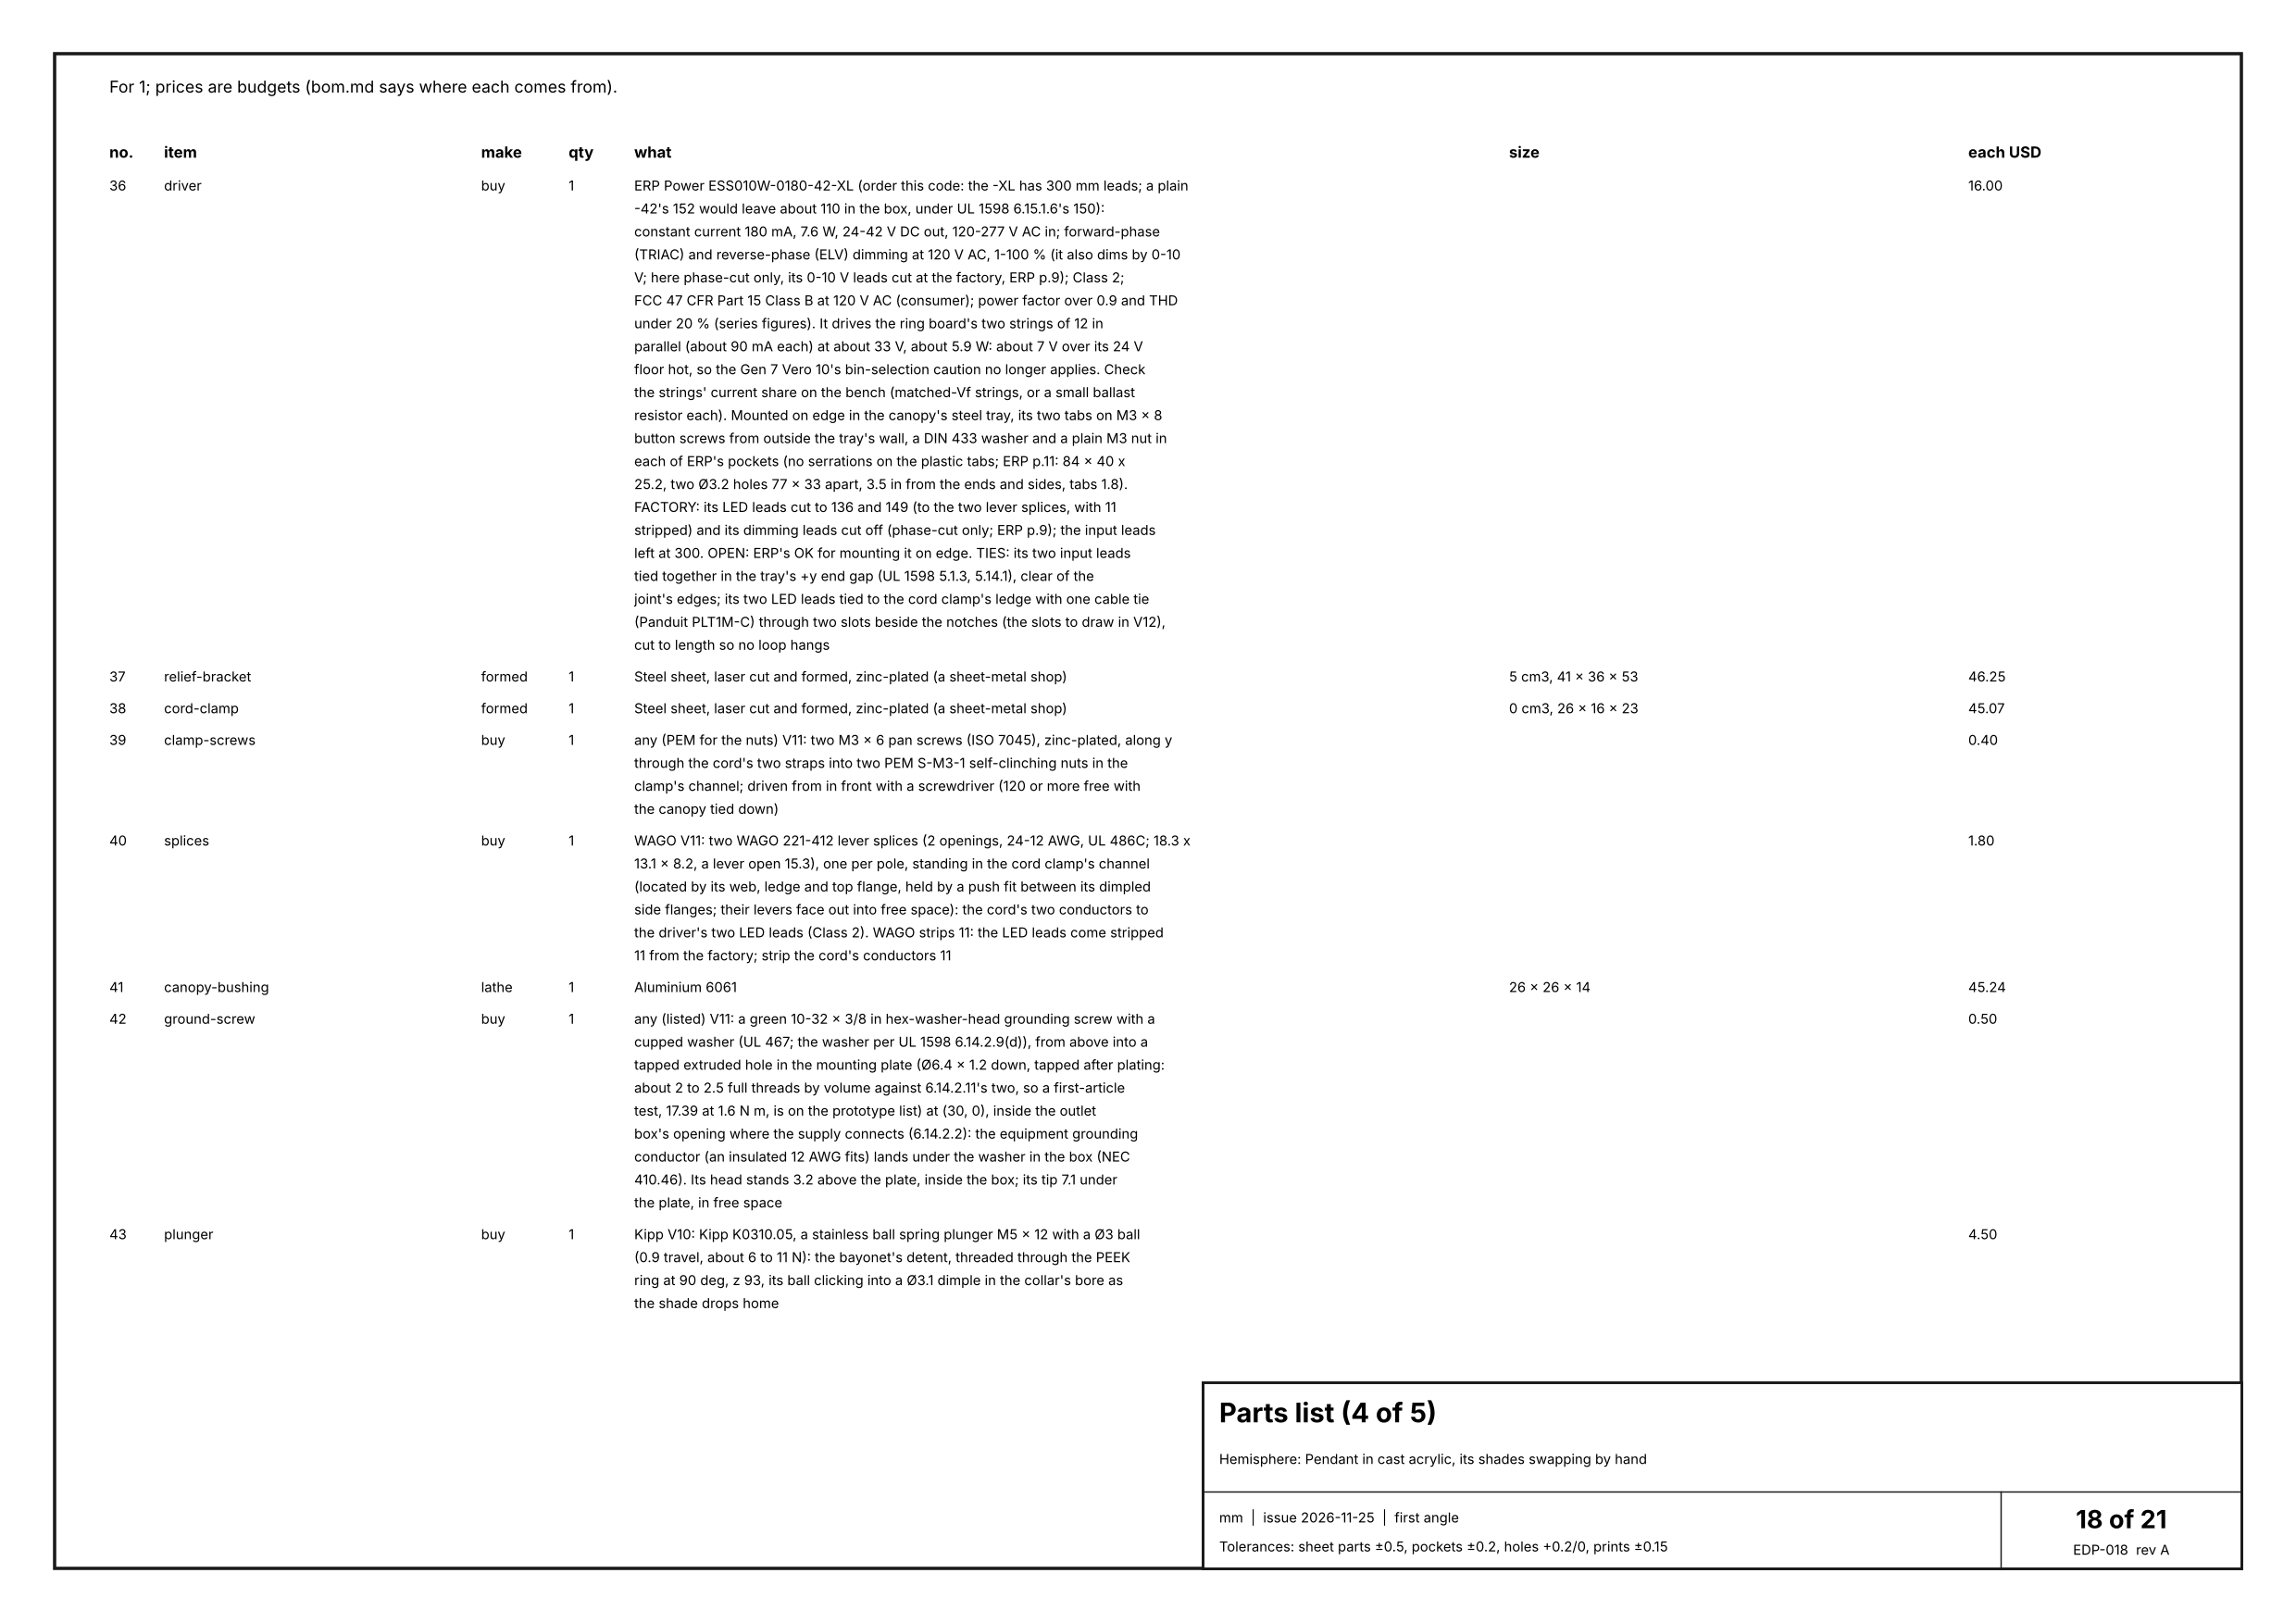 For 1; prices are budgets (bom.md says where each comes from).
no. item make qty what size each USD
36 driver buy 1 ERP Power ESS010W-0180-42-XL (order this code: the -XL has 300 mm leads; a plain 16.00
-42's 152 would leave about 110 in the box, under UL 1598 6.15.1.6's 150):
constant current 180 mA, 7.6 W, 24-42 V DC out, 120-277 V AC in; forward-phase
(TRIAC) and reverse-phase (ELV) dimming at 120 V AC, 1-100 % (it also dims by 0-10
V; here phase-cut only, its 0-10 V leads cut at the factory, ERP p.9); Class 2;
FCC 47 CFR Part 15 Class B at 120 V AC (consumer); power factor over 0.9 and THD
under 20 % (series figures). It drives the ring board's two strings of 12 in
parallel (about 90 mA each) at about 33 V, about 5.9 W: about 7 V over its 24 V
floor hot, so the Gen 7 Vero 10's bin-selection caution no longer applies. Check
the strings' current share on the bench (matched-Vf strings, or a small ballast
resistor each). Mounted on edge in the canopy's steel tray, its two tabs on M3 × 8
button screws from outside the tray's wall, a DIN 433 washer and a plain M3 nut in
each of ERP's pockets (no serrations on the plastic tabs; ERP p.11: 84 × 40 x
25.2, two Ø3.2 holes 77 × 33 apart, 3.5 in from the ends and sides, tabs 1.8).
FACTORY: its LED leads cut to 136 and 149 (to the two lever splices, with 11
stripped) and its dimming leads cut off (phase-cut only; ERP p.9); the input leads
left at 300. OPEN: ERP's OK for mounting it on edge. TIES: its two input leads
tied together in the tray's +y end gap (UL 1598 5.1.3, 5.14.1), clear of the
joint's edges; its two LED leads tied to the cord clamp's ledge with one cable tie
(Panduit PLT1M-C) through two slots beside the notches (the slots to draw in V12),
cut to length so no loop hangs
37 relief-bracket formed 1 Steel sheet, laser cut and formed, zinc-plated (a sheet-metal shop) 5 cm3, 41 × 36 × 53 46.25
38 cord-clamp formed 1 Steel sheet, laser cut and formed, zinc-plated (a sheet-metal shop) 0 cm3, 26 × 16 × 23 45.07
39 clamp-screws buy 1 any (PEM for the nuts) V11: two M3 × 6 pan screws (ISO 7045), zinc-plated, along y 0.40
through the cord's two straps into two PEM S-M3-1 self-clinching nuts in the
clamp's channel; driven from in front with a screwdriver (120 or more free with
the canopy tied down)
40 splices buy 1 WAGO V11: two WAGO 221-412 lever splices (2 openings, 24-12 AWG, UL 486C; 18.3 x 1.80
13.1 × 8.2, a lever open 15.3), one per pole, standing in the cord clamp's channel
(located by its web, ledge and top flange, held by a push fit between its dimpled
side flanges; their levers face out into free space): the cord's two conductors to
the driver's two LED leads (Class 2). WAGO strips 11: the LED leads come stripped
11 from the factory; strip the cord's conductors 11
41 canopy-bushing lathe 1 Aluminium 6061 26 × 26 × 14 45.24
42 ground-screw buy 1 any (listed) V11: a green 10-32 × 3/8 in hex-washer-head grounding screw with a 0.50
cupped washer (UL 467; the washer per UL 1598 6.14.2.9(d)), from above into a
tapped extruded hole in the mounting plate (Ø6.4 × 1.2 down, tapped after plating:
about 2 to 2.5 full threads by volume against 6.14.2.11's two, so a first-article
test, 17.39 at 1.6 N m, is on the prototype list) at (30, 0), inside the outlet
box's opening where the supply connects (6.14.2.2): the equipment grounding
conductor (an insulated 12 AWG fits) lands under the washer in the box (NEC
410.46). Its head stands 3.2 above the plate, inside the box; its tip 7.1 under
the plate, in free space
43 plunger buy 1 Kipp V10: Kipp K0310.05, a stainless ball spring plunger M5 × 12 with a Ø3 ball 4.50
(0.9 travel, about 6 to 11 N): the bayonet's detent, threaded through the PEEK
ring at 90 deg, z 93, its ball clicking into a Ø3.1 dimple in the collar's bore as
the shade drops home
Parts list (4 of 5)
Hemisphere: Pendant in cast acrylic, its shades swapping by hand
mm | issue 2026-11-25 | first angle
Tolerances: sheet parts ±0.5, pockets ±0.2, holes +0.2/0, prints ±0.15
18 of 21
EDP-018 rev A